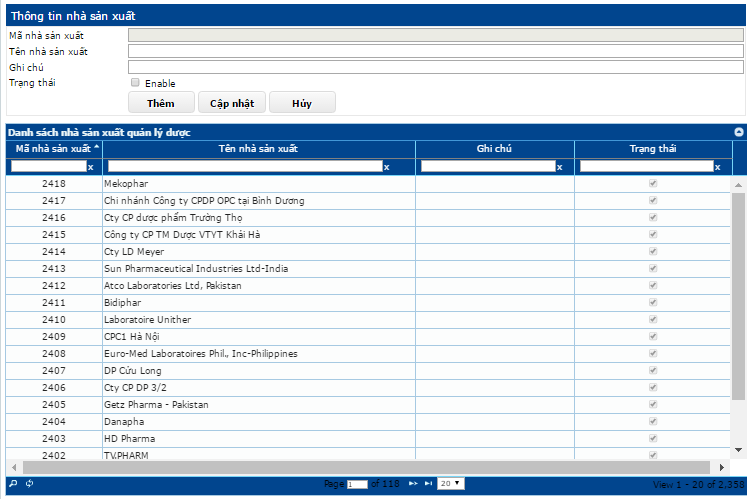 Thông tin nhà sản xuất
Mã nhà sản xuất
Tên nhà sản xuất
Ghi chú
Trạng thái Enable
Thêm Cập nhật Hủy
Danh sách nhà sản xuất quản lý dược
Mã nhà sản xuất Tên nhà sản xuất Ghi chú Trạng thái
x x x x
2418 Mekophar
2417 Chi nhánh Công ty CPDP OPC tại Bình Dương
2416 Cty CP dược phẩm Trường Thọ
2415 Công ty CP TM Dược VTYT Khải Hà
2414 Cty LD Meyer
2413 Sun Pharmaceutical Industries Ltd-India
2412 Atco Laboratories Ltd, Pakistan
2411 Bidiphar
2410 Laboratoire Unither
2409 CPC1 Hà Nội
2408 Euro-Med Laboratoires Phil., Inc-Philippines
2407 DP Cửu Long
2406 Cty CP DP 3/2
2405 Getz Pharma - Pakistan
2404 Danapha
2403 HD Pharma
2402 TV.PHARM
Page 1 of 118 20 View 1 - 20 of 2.358